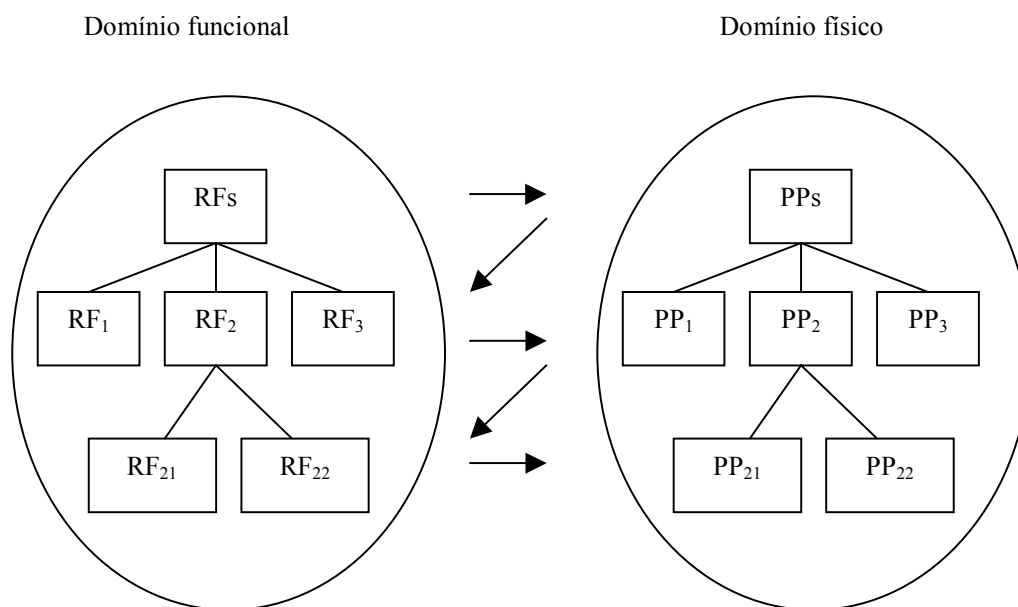 Domínio funcional
Domínio físico
RFs
PPs
RF₁
RF₂
RF₃
PP₁
PP₂
PP₃
RF₂₁
RF₂₂
PP₂₁
PP₂₂